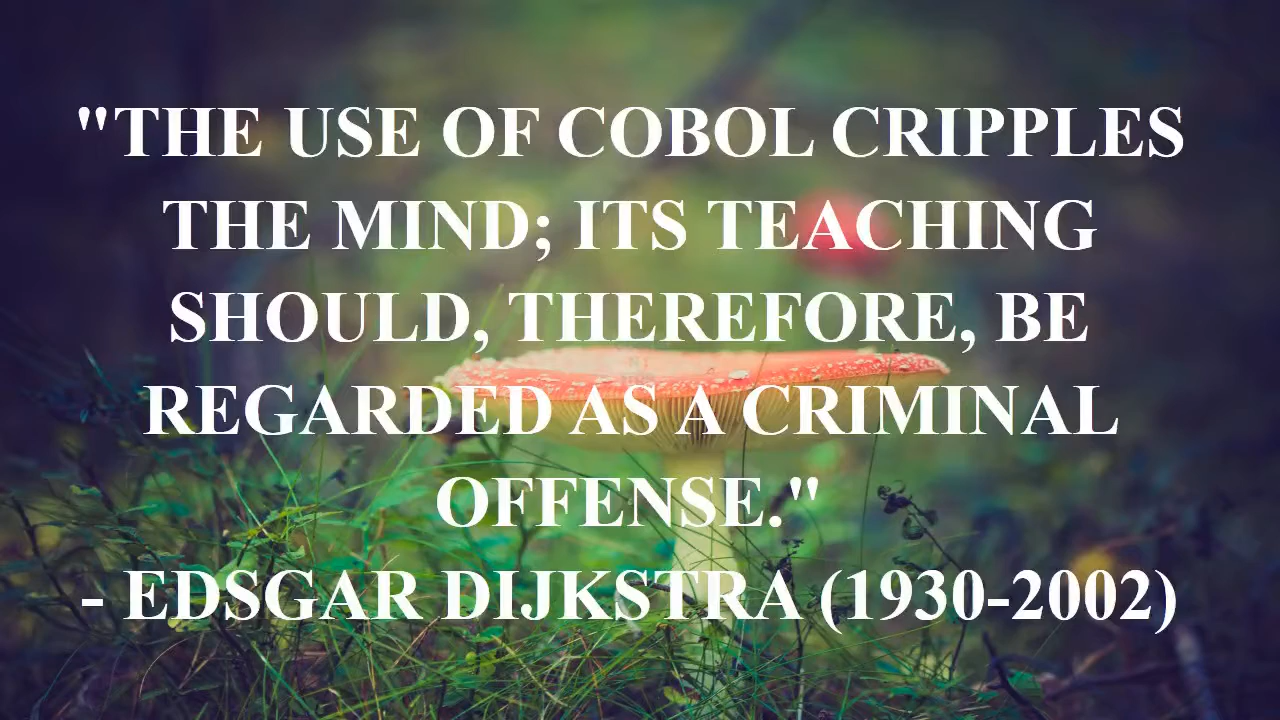 "THE USE OF COBOL CRIPPLES
THE MIND; ITS TEACHING
SHOULD, THEREFORE, BE
REGARDED AS A CRIMINAL
OFFENSE."
- EDSGAR DIJKSTRA (1930-2002)